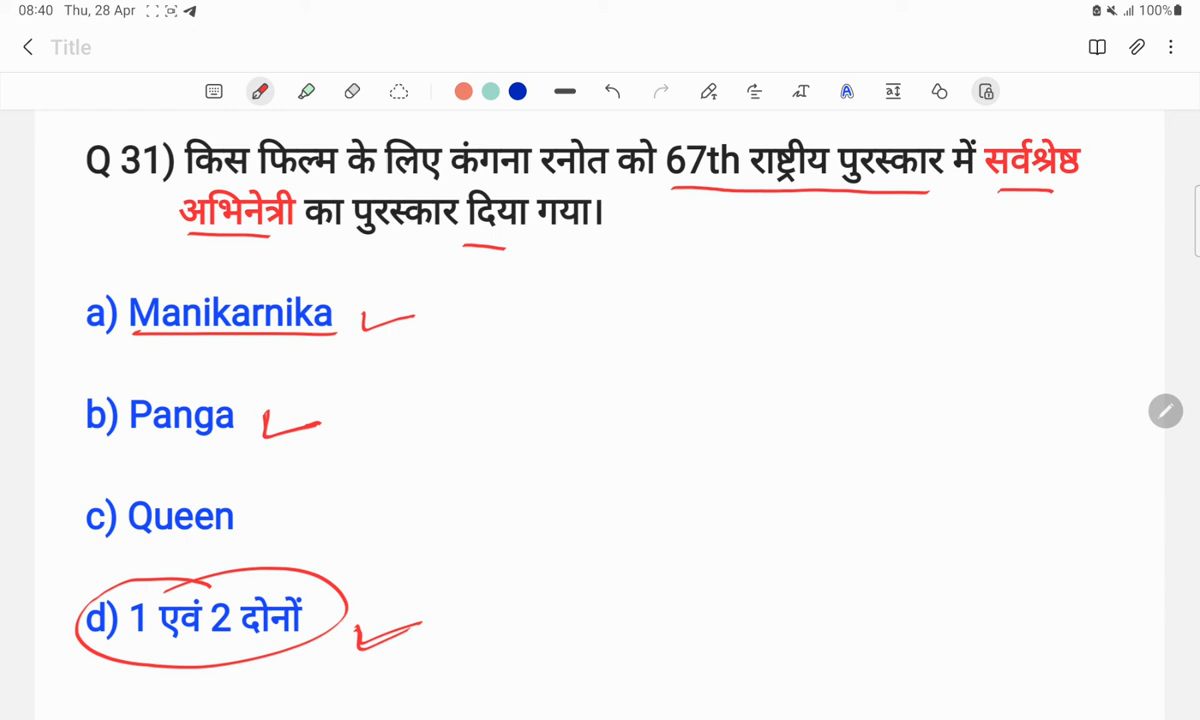 08:40 Thu, 28 Apr 100%
Title
Q 31) किस फिल्म के लिए कंगना रनोत को 67th राष्ट्रीय पुरस्कार में सर्वश्रेष्ठ
अभिनेत्री का पुरस्कार दिया गया।
a) Manikarnika
b) Panga
c) Queen
d) 1 एवं 2 दोनों